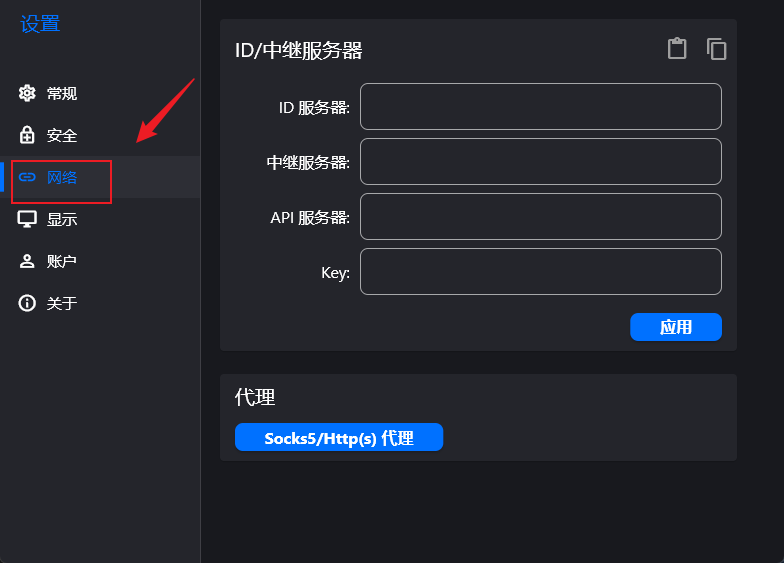 设置
常规
安全
网络
显示
账户
关于
ID/中继服务器
ID 服务器:
中继服务器:
API 服务器:
Key:
应用
代理
Socks5/Http(s) 代理